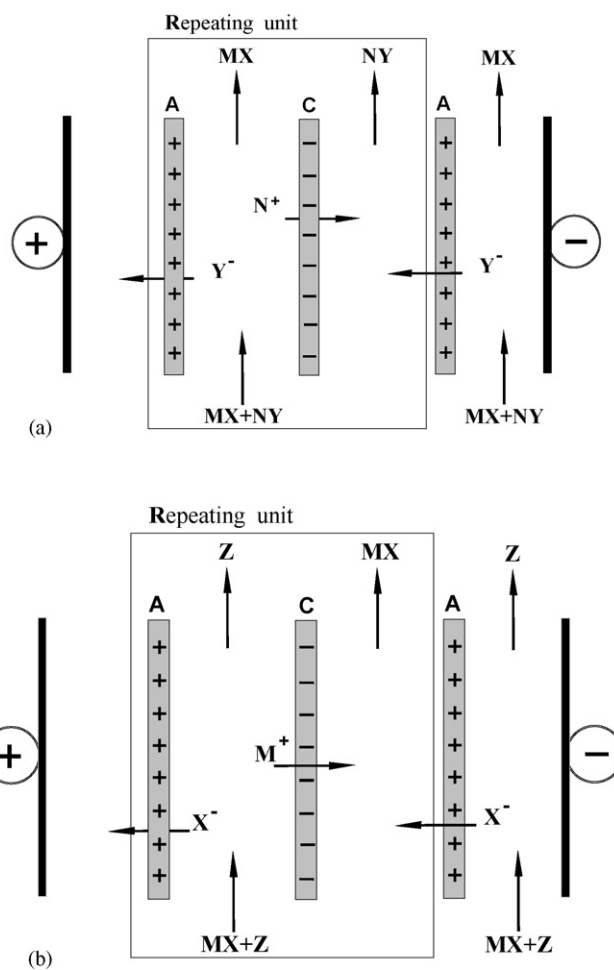 Repeating unit
MX NY MX
A C A
+ − +
+ − +
+ − +
N⁺
+ − +
+ + −
Y⁻ Y⁻
+ − +
+ − +
+ − +
+ − +
MX+NY MX+NY
(a)
Repeating unit
Z MX Z
A C A
+ − +
+ − +
+ − +
+ − +
M⁺
+ + −
+ − +
X⁻ X⁻
+ − +
+ − +
+ − +
MX+Z MX+Z
(b)